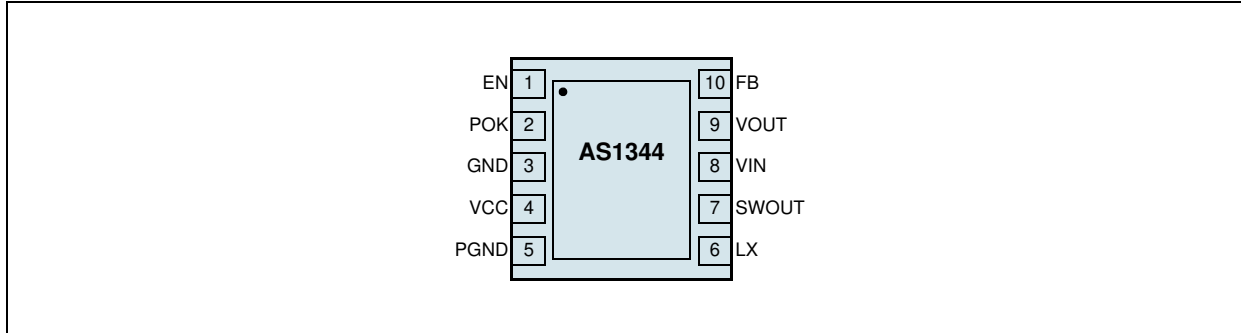 EN 1 10 FB
POK 2 9 VOUT
AS1344
GND 3 8 VIN
VCC 4 7 SWOUT
PGND 5 6 LX